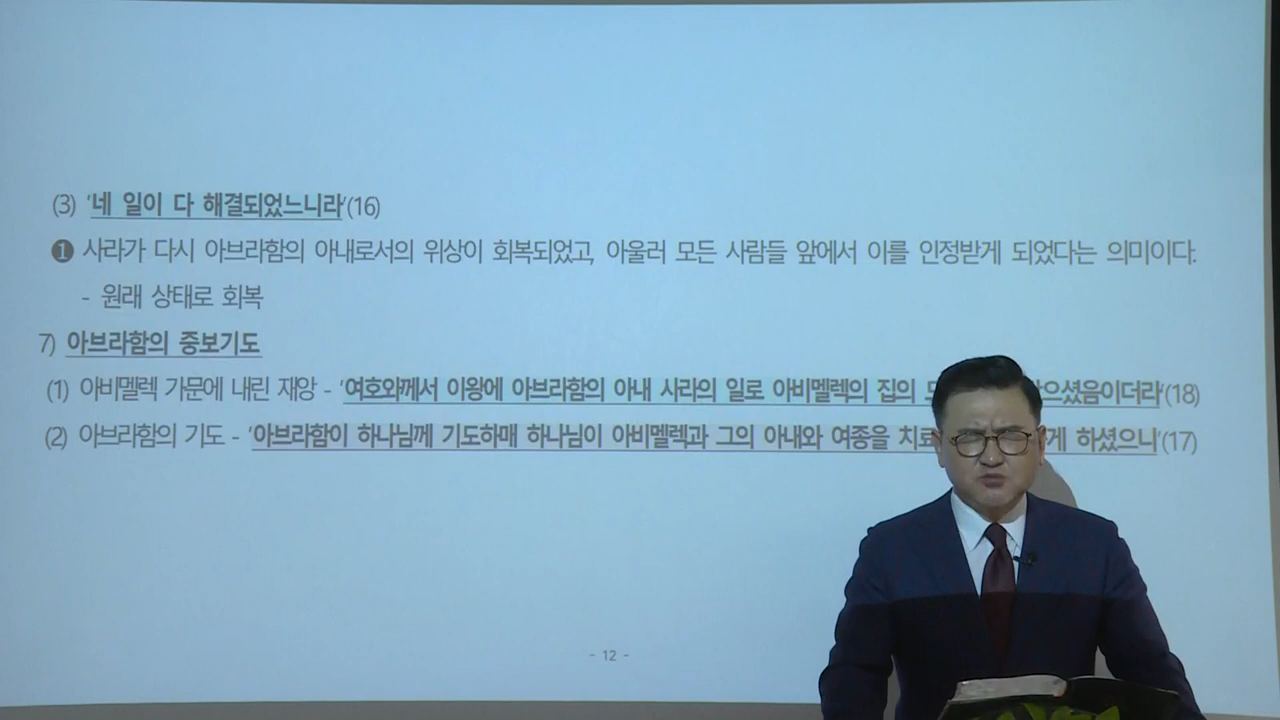 (3) '네 일이 다 해결되었느니라'(16)
❶ 사라가 다시 아브라함의 아내로서의 위상이 회복되었고, 아울러 모든 사람들 앞에서 이를 인정받게 되었다는 의미이다.
- 원래 상태로 회복
7) 아브라함의 중보기도
(1) 아비멜렉 가문에 내린 재앙 - '여호와께서 이왕에 아브라함의 아내 사라의 일로 아비멜렉의 집의 으셨음이더라'(18)
(2) 아브라함의 기도 - '아브라함이 하나님께 기도하매 하나님이 아비멜렉과 그의 아내와 여종을 치료 게 하셨으니'(17)
- 12 -